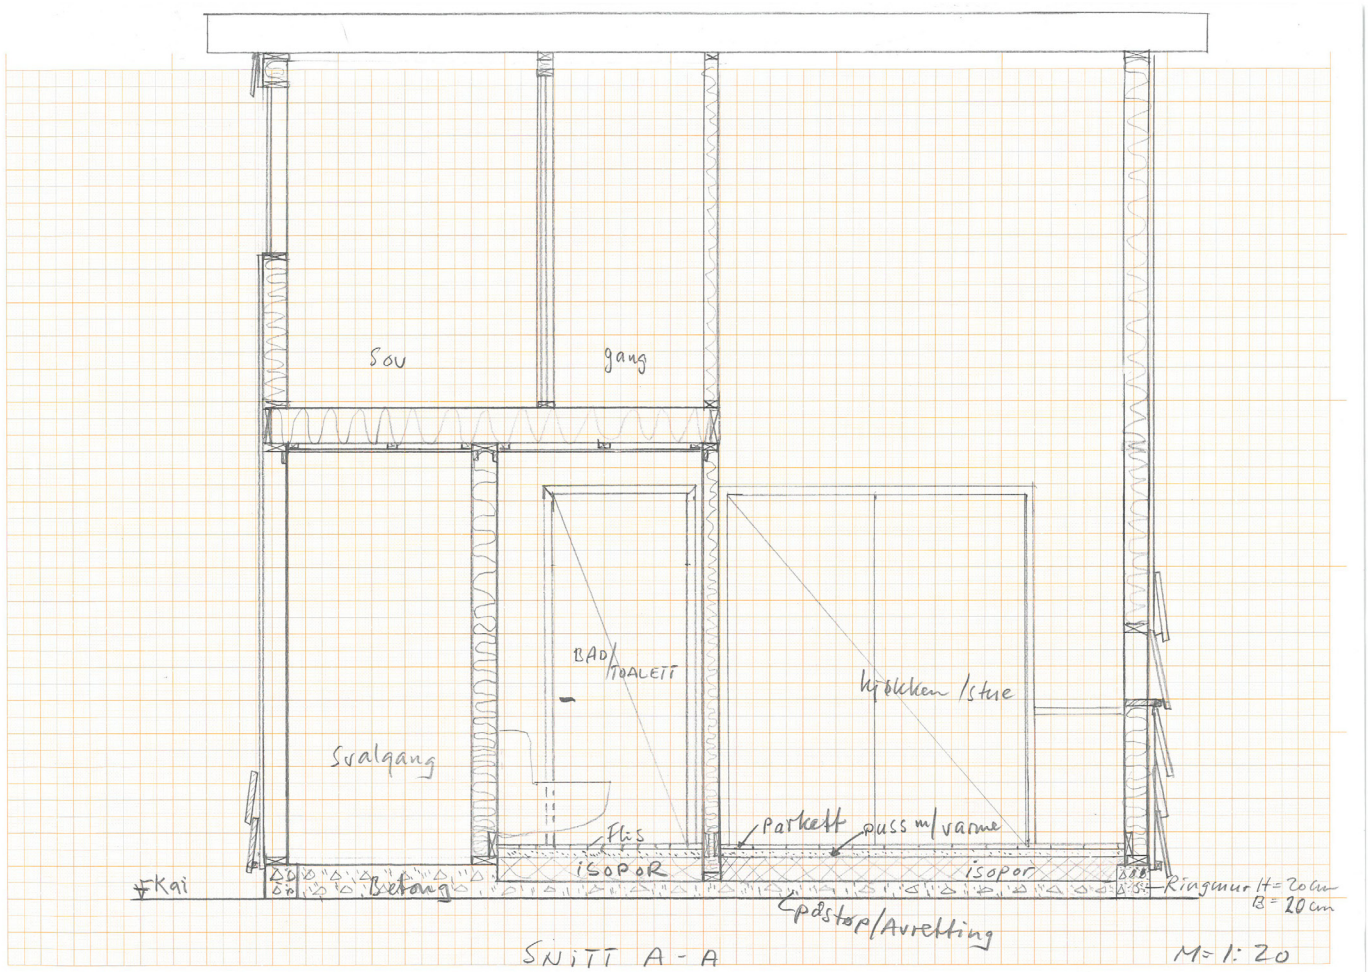 Sov
gang
BAD/
TOALETT
kjøkken/stue
Svalgang
parkett
puss m/varme
Flis
isopor
isopor
Kai
Betong
Ringmur H=20cm
B=20cm
påstøp/Avretting
SNiTT A-A
M=1:20